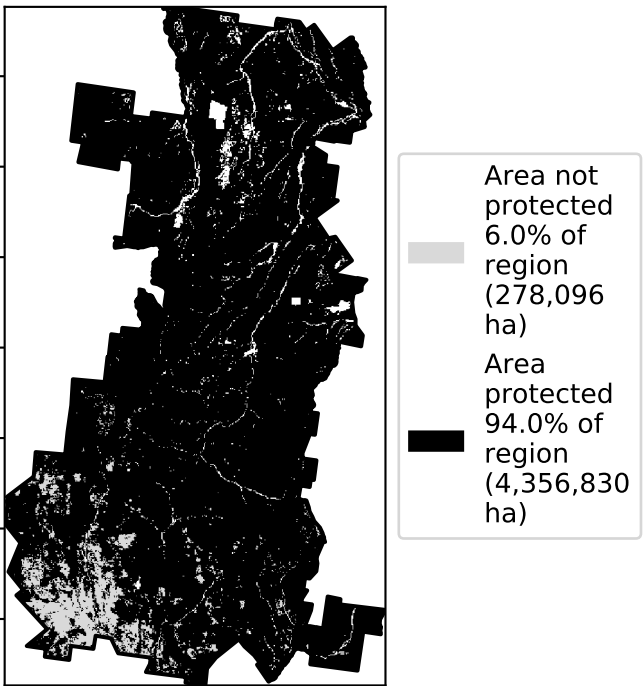 Area not
protected
6.0% of
region
(278,096
ha)
Area
protected
94.0% of
region
(4,356,830
ha)